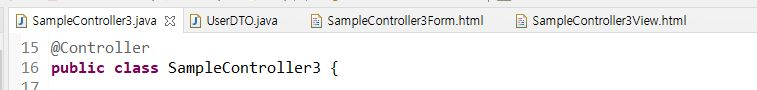 SampleController3.java UserDTO.java SampleController3Form.html SampleController3View.html
15 @Controller
16 public class SampleController3 {
17